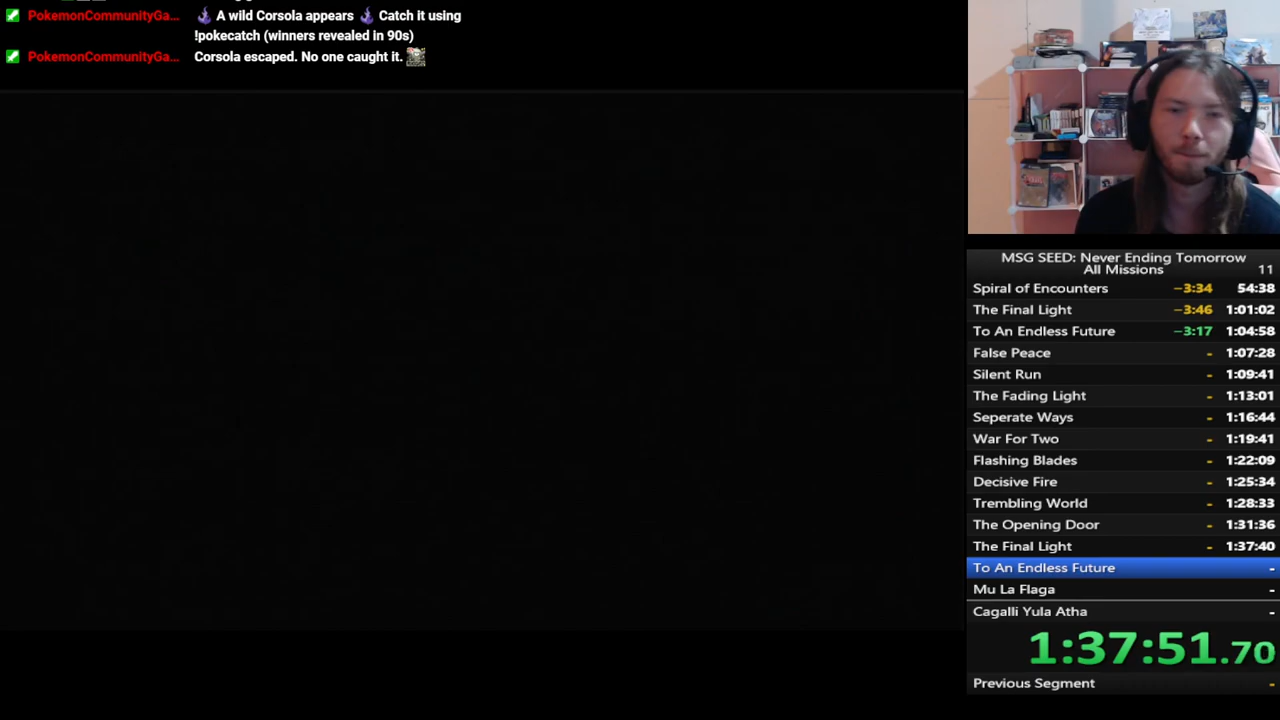 PokemonCommunityGa... A wild Corsola appears Catch it using
!pokecatch (winners revealed in 90s)
PokemonCommunityGa... Corsola escaped. No one caught it.
MSG SEED: Never Ending Tomorrow
All Missions 11
Spiral of Encounters -3:34 54:38
The Final Light -3:46 1:01:02
To An Endless Future -3:17 1:04:58
False Peace - 1:07:28
Silent Run - 1:09:41
The Fading Light - 1:13:01
Seperate Ways - 1:16:44
War For Two - 1:19:41
Flashing Blades - 1:22:09
Decisive Fire - 1:25:34
Trembling World - 1:28:33
The Opening Door - 1:31:36
The Final Light - 1:37:40
To An Endless Future -
Mu La Flaga -
Cagalli Yula Atha -
1:37:51.70
Previous Segment -